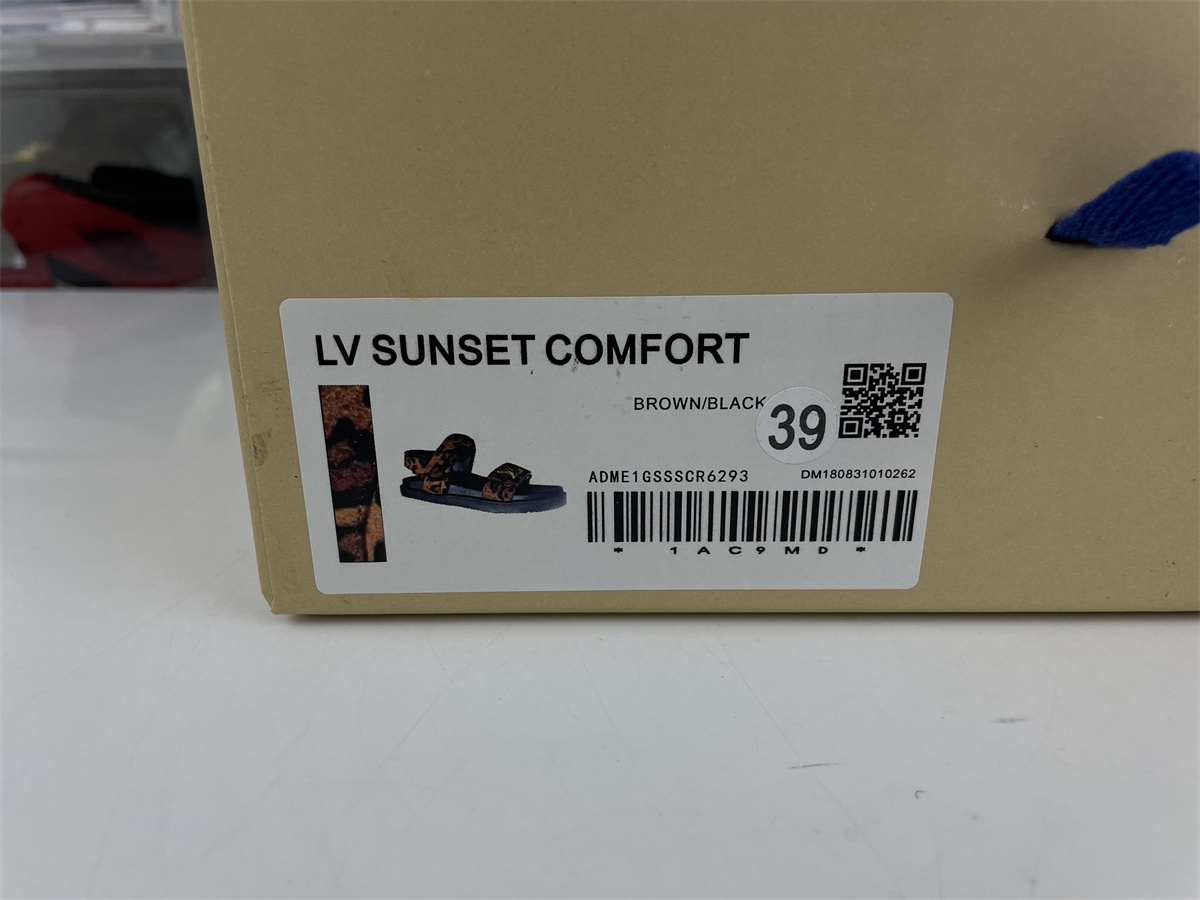 LV SUNSET COMFORT
BROWN/BLACK
39
ADME1GSSSCR6293
DM180831010262
* 1AC9MD *